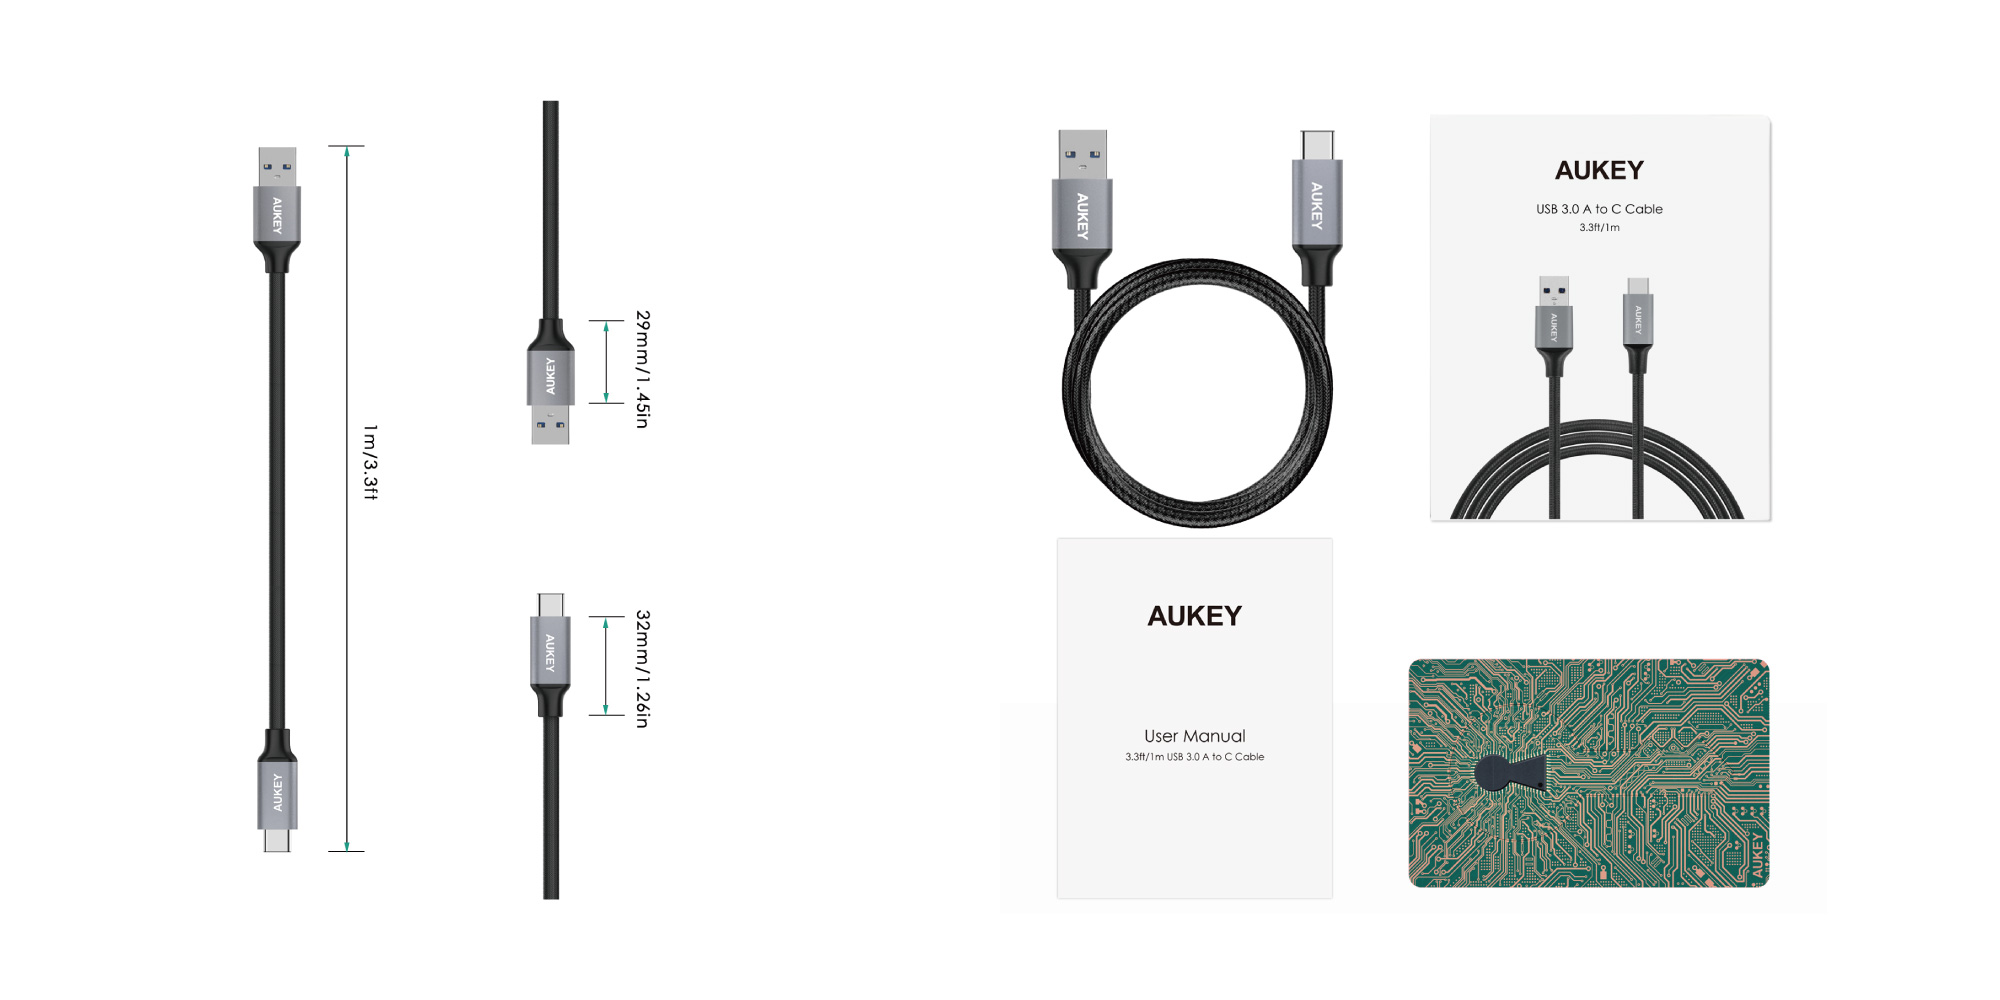 AUKEY
AUKEY
1m/3.3ft
AUKEY
29mm/1.45in
AUKEY
32mm/1.26in
AUKEY
AUKEY
AUKEY
USB 3.0 A to C Cable
3.3ft/1m
AUKEY
AUKEY
AUKEY
User Manual
3.3ft/1m USB 3.0 A to C Cable
AUKEY